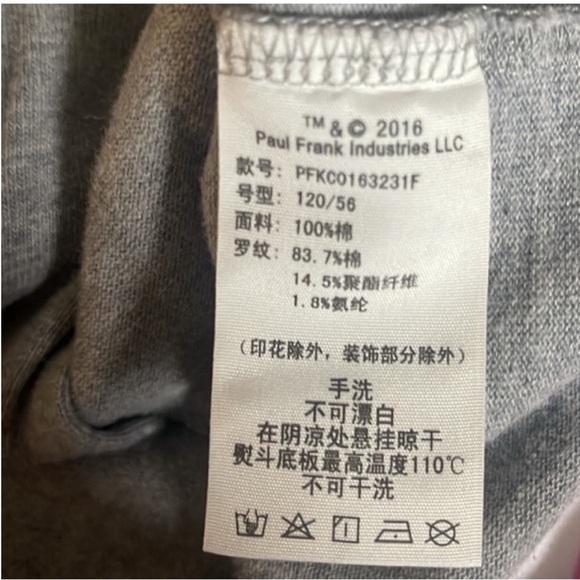 TM & © 2016
Paul Frank Industries LLC
款号: PFKC0163231F
号型: 120/56
面料: 100%棉
罗纹: 83.7%棉
14.5%聚酯纤维
1.8%氨纶
（印花除外，装饰部分除外）
手洗
不可漂白
在阴凉处悬挂晾干
熨斗底板最高温度110℃
不可干洗